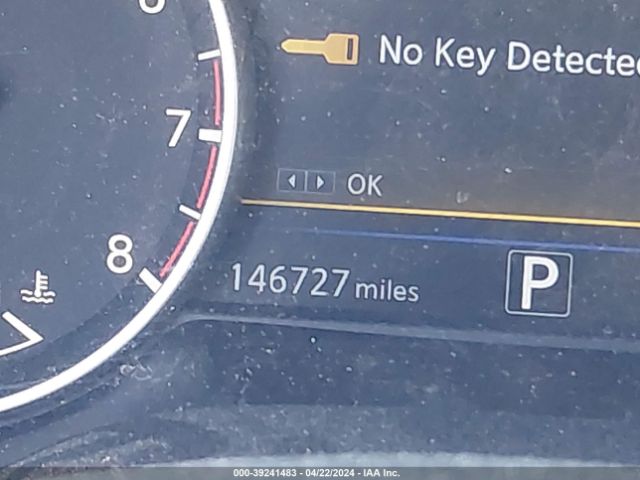 No Key Detected
7
OK
8
146727 miles
P
000-39241483 - 04/22/2024 - IAA Inc.